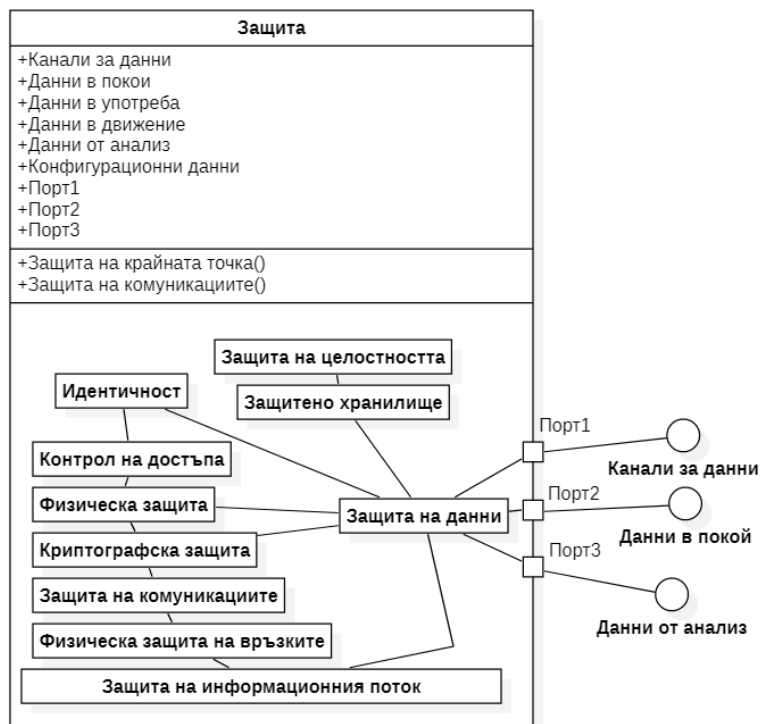 Защита
+Канали за данни
+Данни в покои
+Данни в употреба
+Данни в движение
+Данни от анализ
+Конфигурационни данни
+Порт1
+Порт2
+Порт3
+Защита на крайната точка()
+Защита на комуникациите()
Защита на целостността
Идентичност
Защитено хранилище
Порт1
Канали за данни
Контрол на достъпа
Физическа защита
Защита на данни
Порт2
Данни в покой
Криптографска защита
Порт3
Защита на комуникациите
Данни от анализ
Физическа защита на връзките
Защита на информационния поток